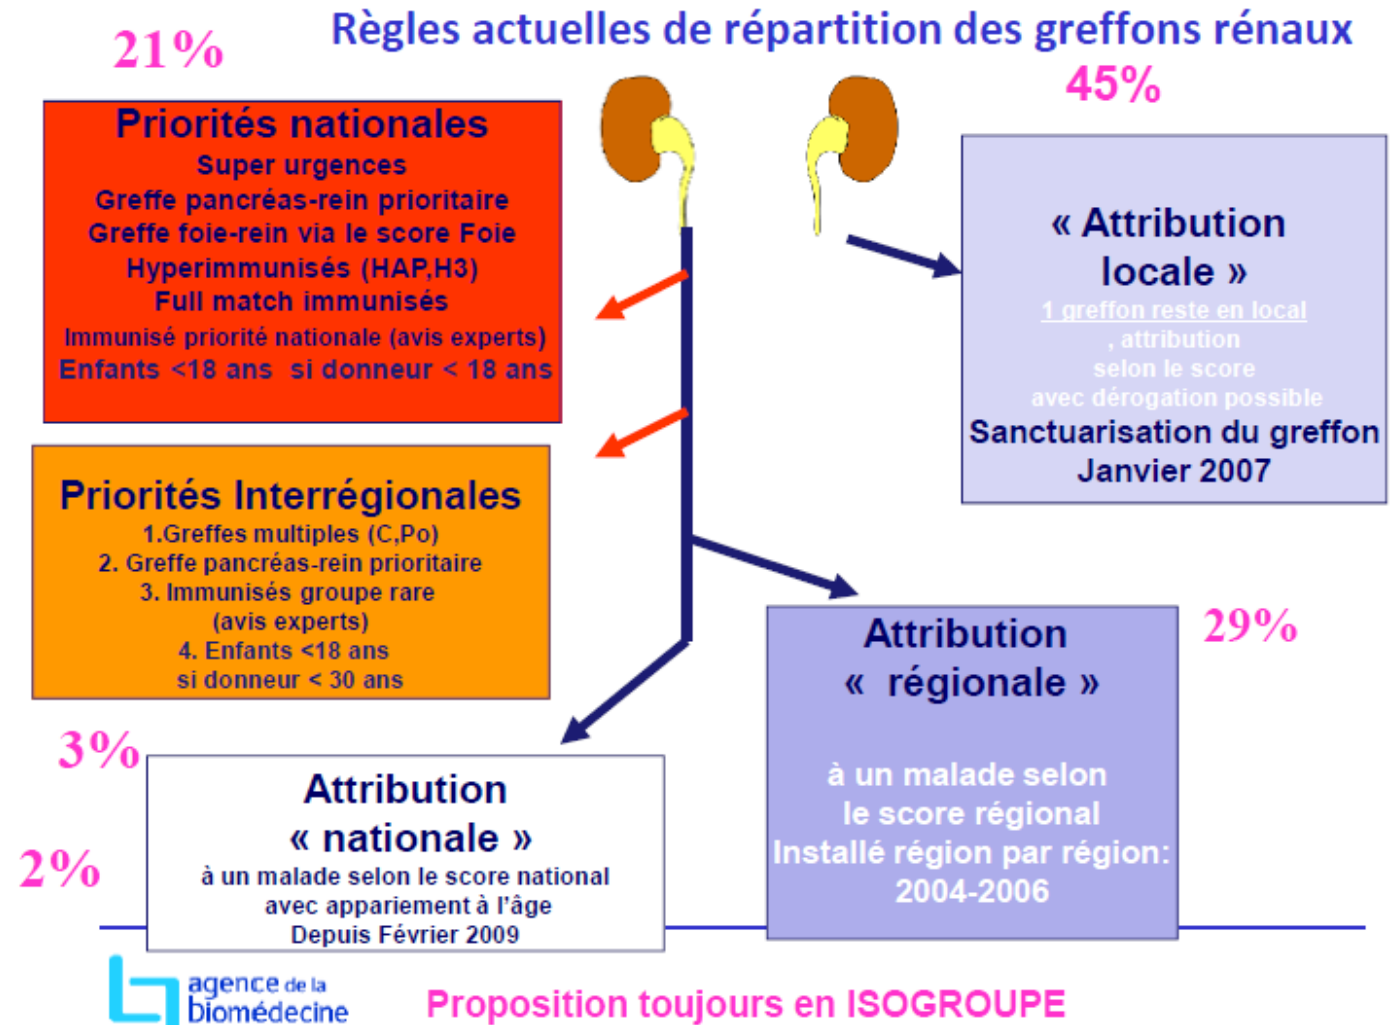 Règles actuelles de répartition des greffons rénaux
21%
Priorités nationales
Super urgences
Greffe pancréas-rein prioritaire
Greffe foie-rein via le score Foie
Hyperimmunisés (HAP,H3)
Full match immunisés
Immunisé priorité nationale (avis experts)
Enfants <18 ans si donneur < 18 ans
45%
« Attribution
locale »
1 greffon reste en local
, attribution
selon le score
avec dérogation possible
Sanctuarisation du greffon
Janvier 2007
Priorités Interrégionales
1.Greffes multiples (C,Po)
2. Greffe pancréas-rein prioritaire
3. Immunisés groupe rare
(avis experts)
4. Enfants <18 ans
si donneur < 30 ans
3%
29%
Attribution
« régionale »
à un malade selon
le score régional
Installé région par région:
2004-2006
2%
Attribution
« nationale »
à un malade selon le score national
avec appariement à l'âge
Depuis Février 2009
agence de la
biomédecine
Proposition toujours en ISOGROUPE